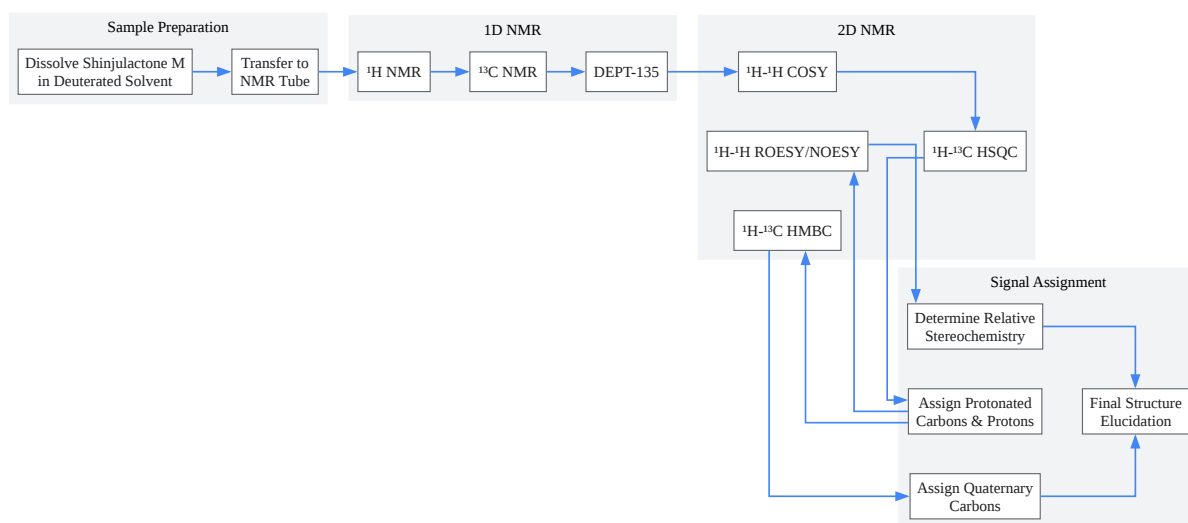 Sample Preparation
Dissolve Shinjulactone M
in Deuterated Solvent
Transfer to
NMR Tube
1D NMR
¹H NMR
¹³C NMR
DEPT-135
2D NMR
¹H-¹H COSY
¹H-¹H ROESY/NOESY
¹H-¹³C HSQC
¹H-¹³C HMBC
Signal Assignment
Determine Relative
Stereochemistry
Assign Protonated
Carbons & Protons
Final Structure
Elucidation
Assign Quaternary
Carbons